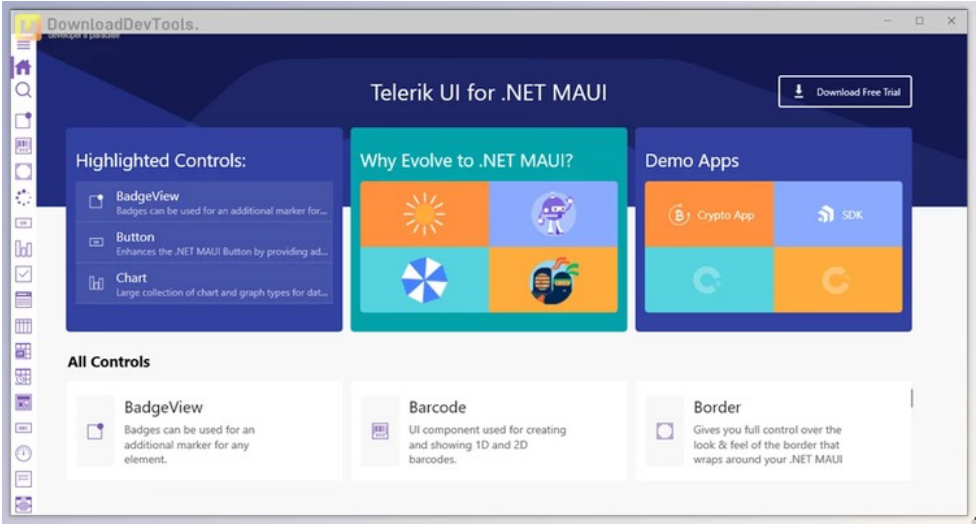 DownloadDevTools.
developer's paradise
Telerik UI for .NET MAUI
Download Free Trial
Highlighted Controls:
BadgeView
Badges can be used for an additional marker for...
Button
Enhances the .NET MAUI Button by providing ad...
Chart
Large collection of chart and graph types for dat...
Why Evolve to .NET MAUI?
Demo Apps
Crypto App
SDK
All Controls
BadgeView
Badges can be used for an
additional marker for any
element.
Barcode
UI component used for creating
and showing 1D and 2D
barcodes.
Border
Gives you full control over the
look & feel of the border that
wraps around your .NET MAUI